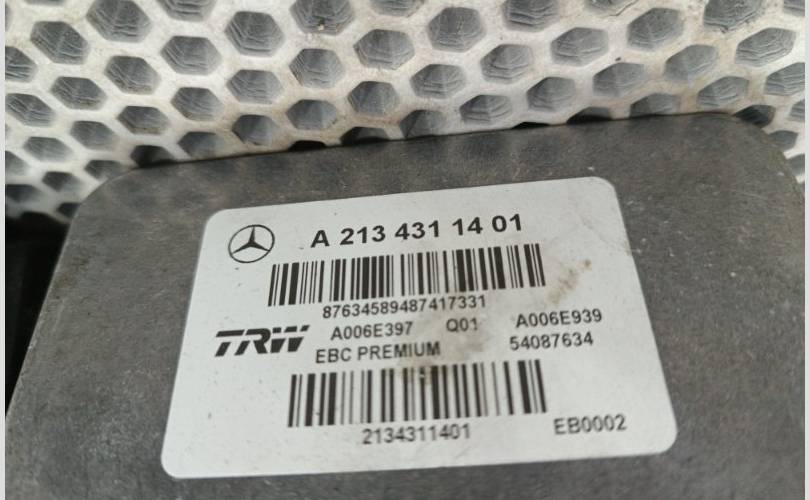 A 213 431 14 01
87634589487417331
A006E397 Q01 A006E939
TRW EBC PREMIUM 54087634
2134311401 EB0002